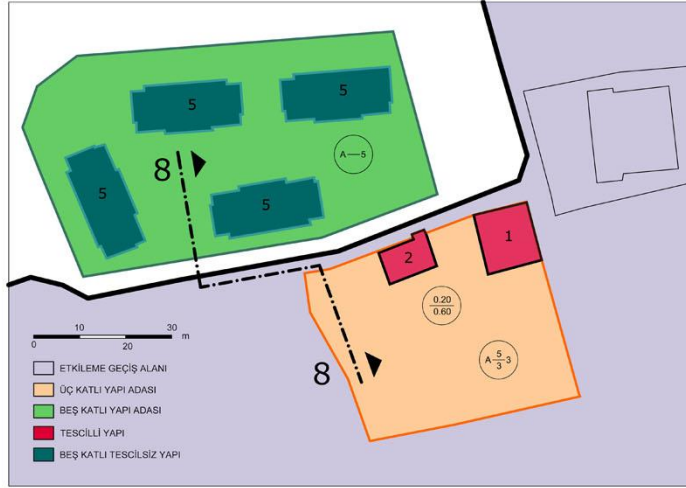 5
5
5
5
8
A—5
1
2
0.20
0.60
A 5 3
3
8
10 30
0 20 m
ETKİLEME GEÇİŞ ALANI
ÜÇ KATLI YAPI ADASI
BEŞ KATLI YAPI ADASI
TESCİLLİ YAPI
BEŞ KATLI TESCİLSİZ YAPI